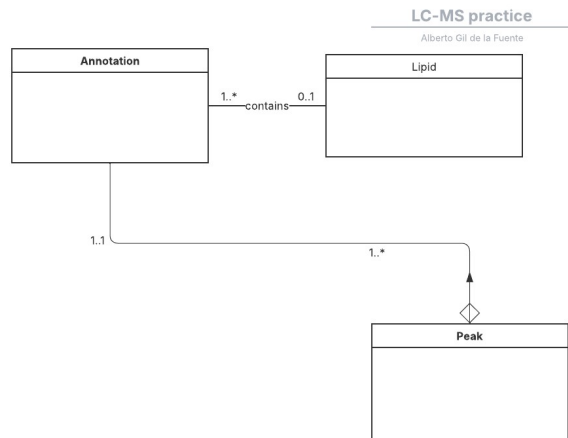 LC-MS practice
Alberto Gil de la Fuente
Annotation
Lipid
1..*
contains
0..1
1..1
1..*
Peak